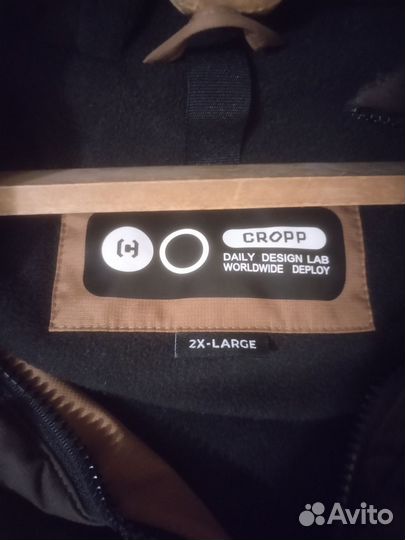 [C]
CROPP
DAILY DESIGN LAB
WORLDWIDE DEPLOY
2X-LARGE
Avito